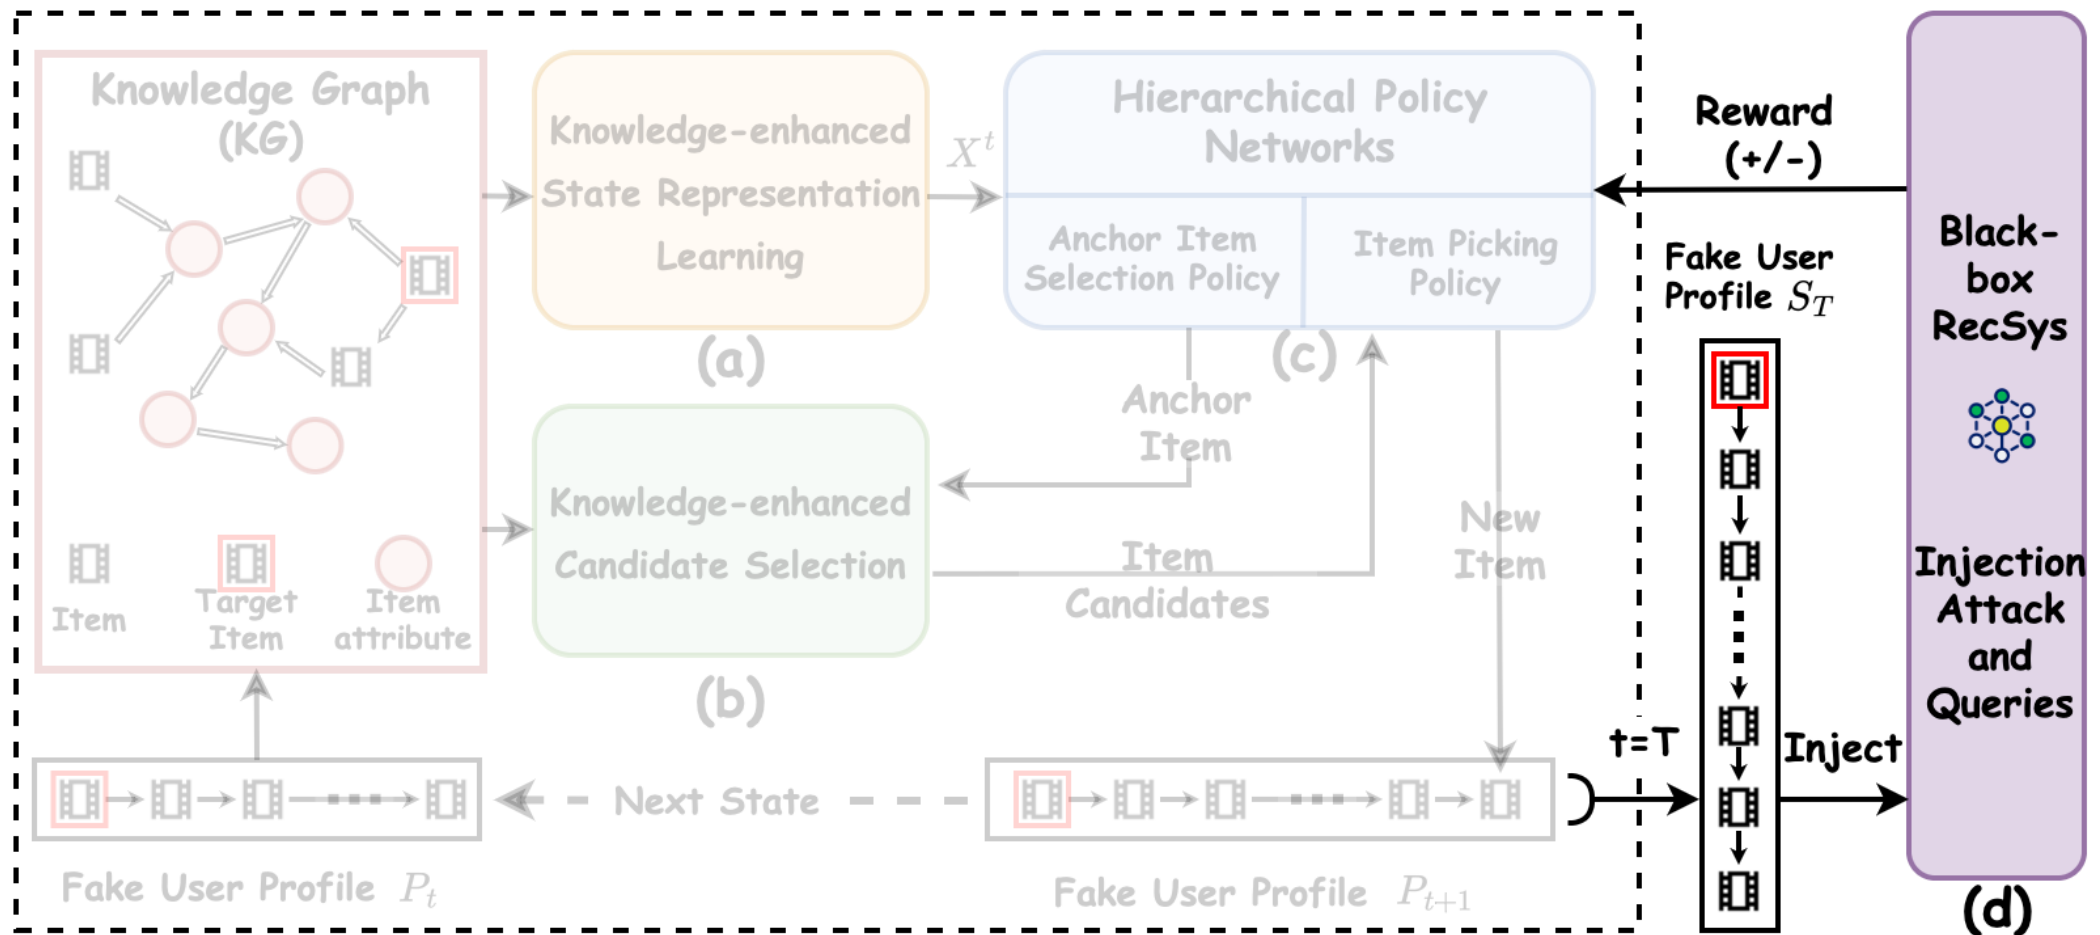 Knowledge Graph
(KG)
Item
Target
Item
Item
attribute
Knowledge-enhanced
State Representation
Learning
(a)
X^t
Hierarchical Policy
Networks
Anchor Item
Selection Policy
Item Picking
Policy
(c)
Knowledge-enhanced
Candidate Selection
(b)
Anchor
Item
Item
Candidates
New
Item
Fake User Profile P_t
Next State
Fake User Profile P_{t+1}
t=T
Reward
(+/-)
Fake User
Profile S_T
Inject
Black-
box
RecSys
Injection
Attack
and
Queries
(d)